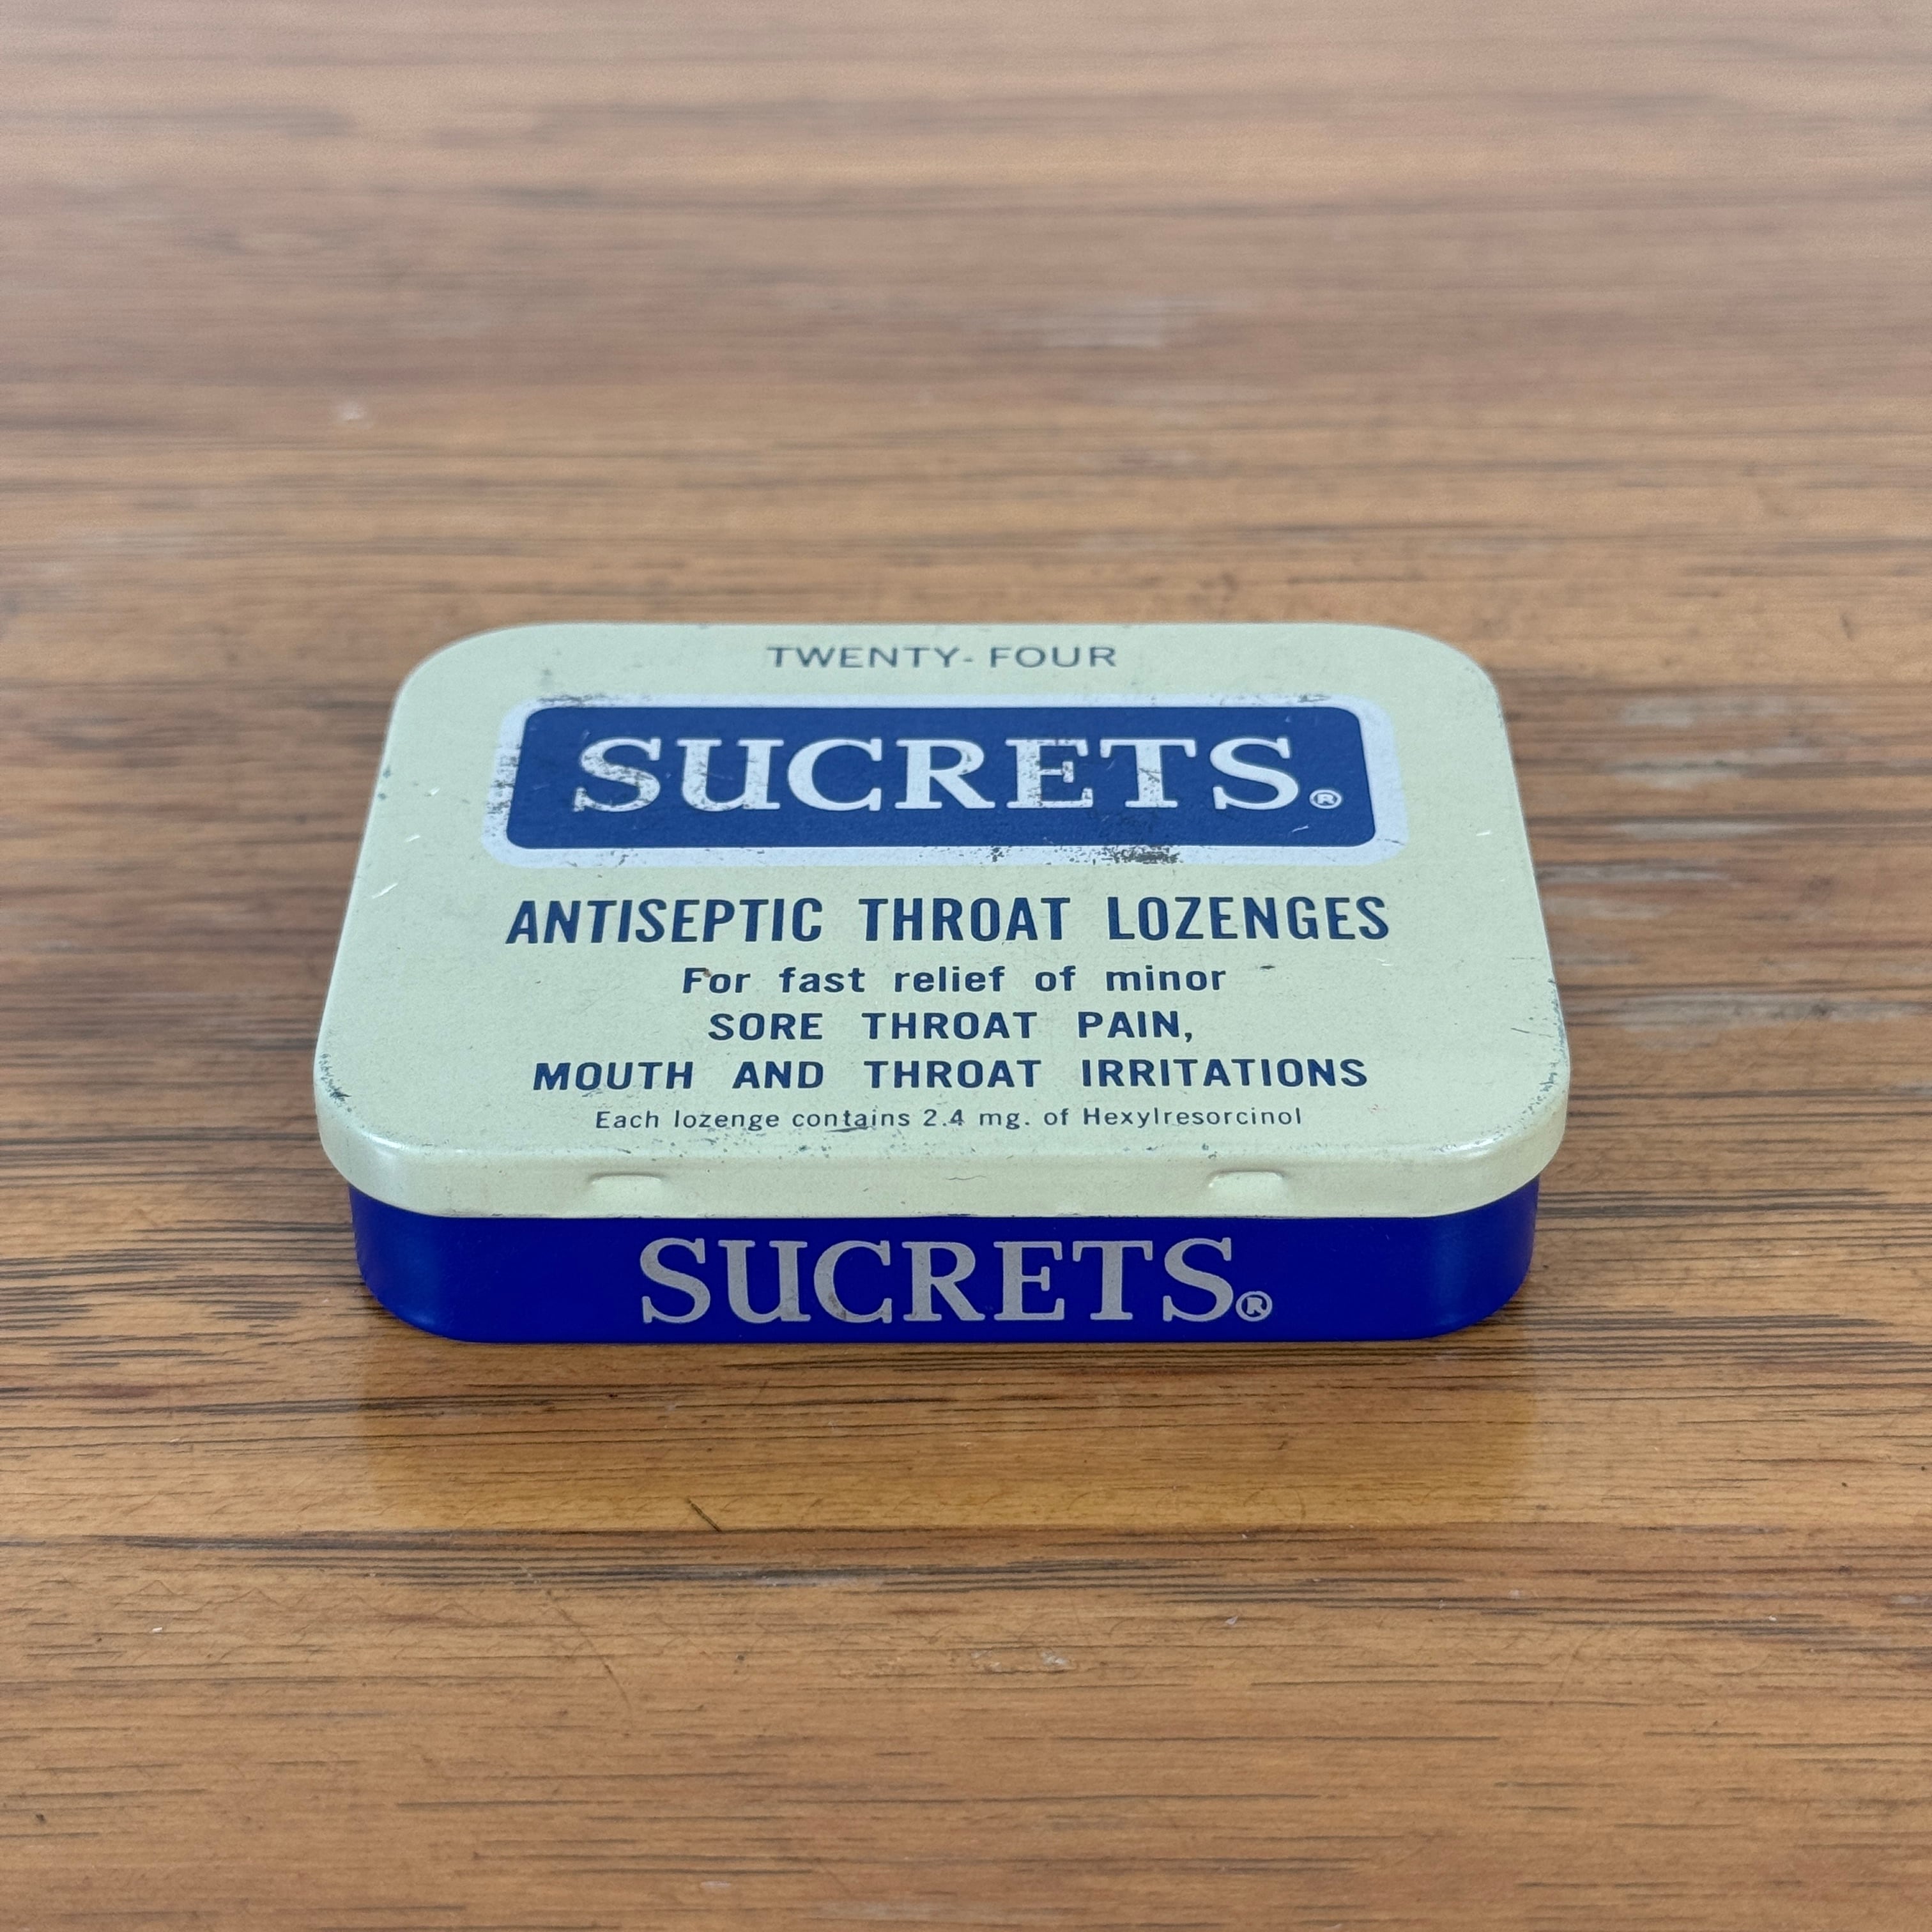 TWENTY-FOUR
SUCRETS®
ANTISEPTIC THROAT LOZENGES
For fast relief of minor
SORE THROAT PAIN,
MOUTH AND THROAT IRRITATIONS
Each lozenge contains 2.4 mg. of Hexylresorcinol
SUCRETS®